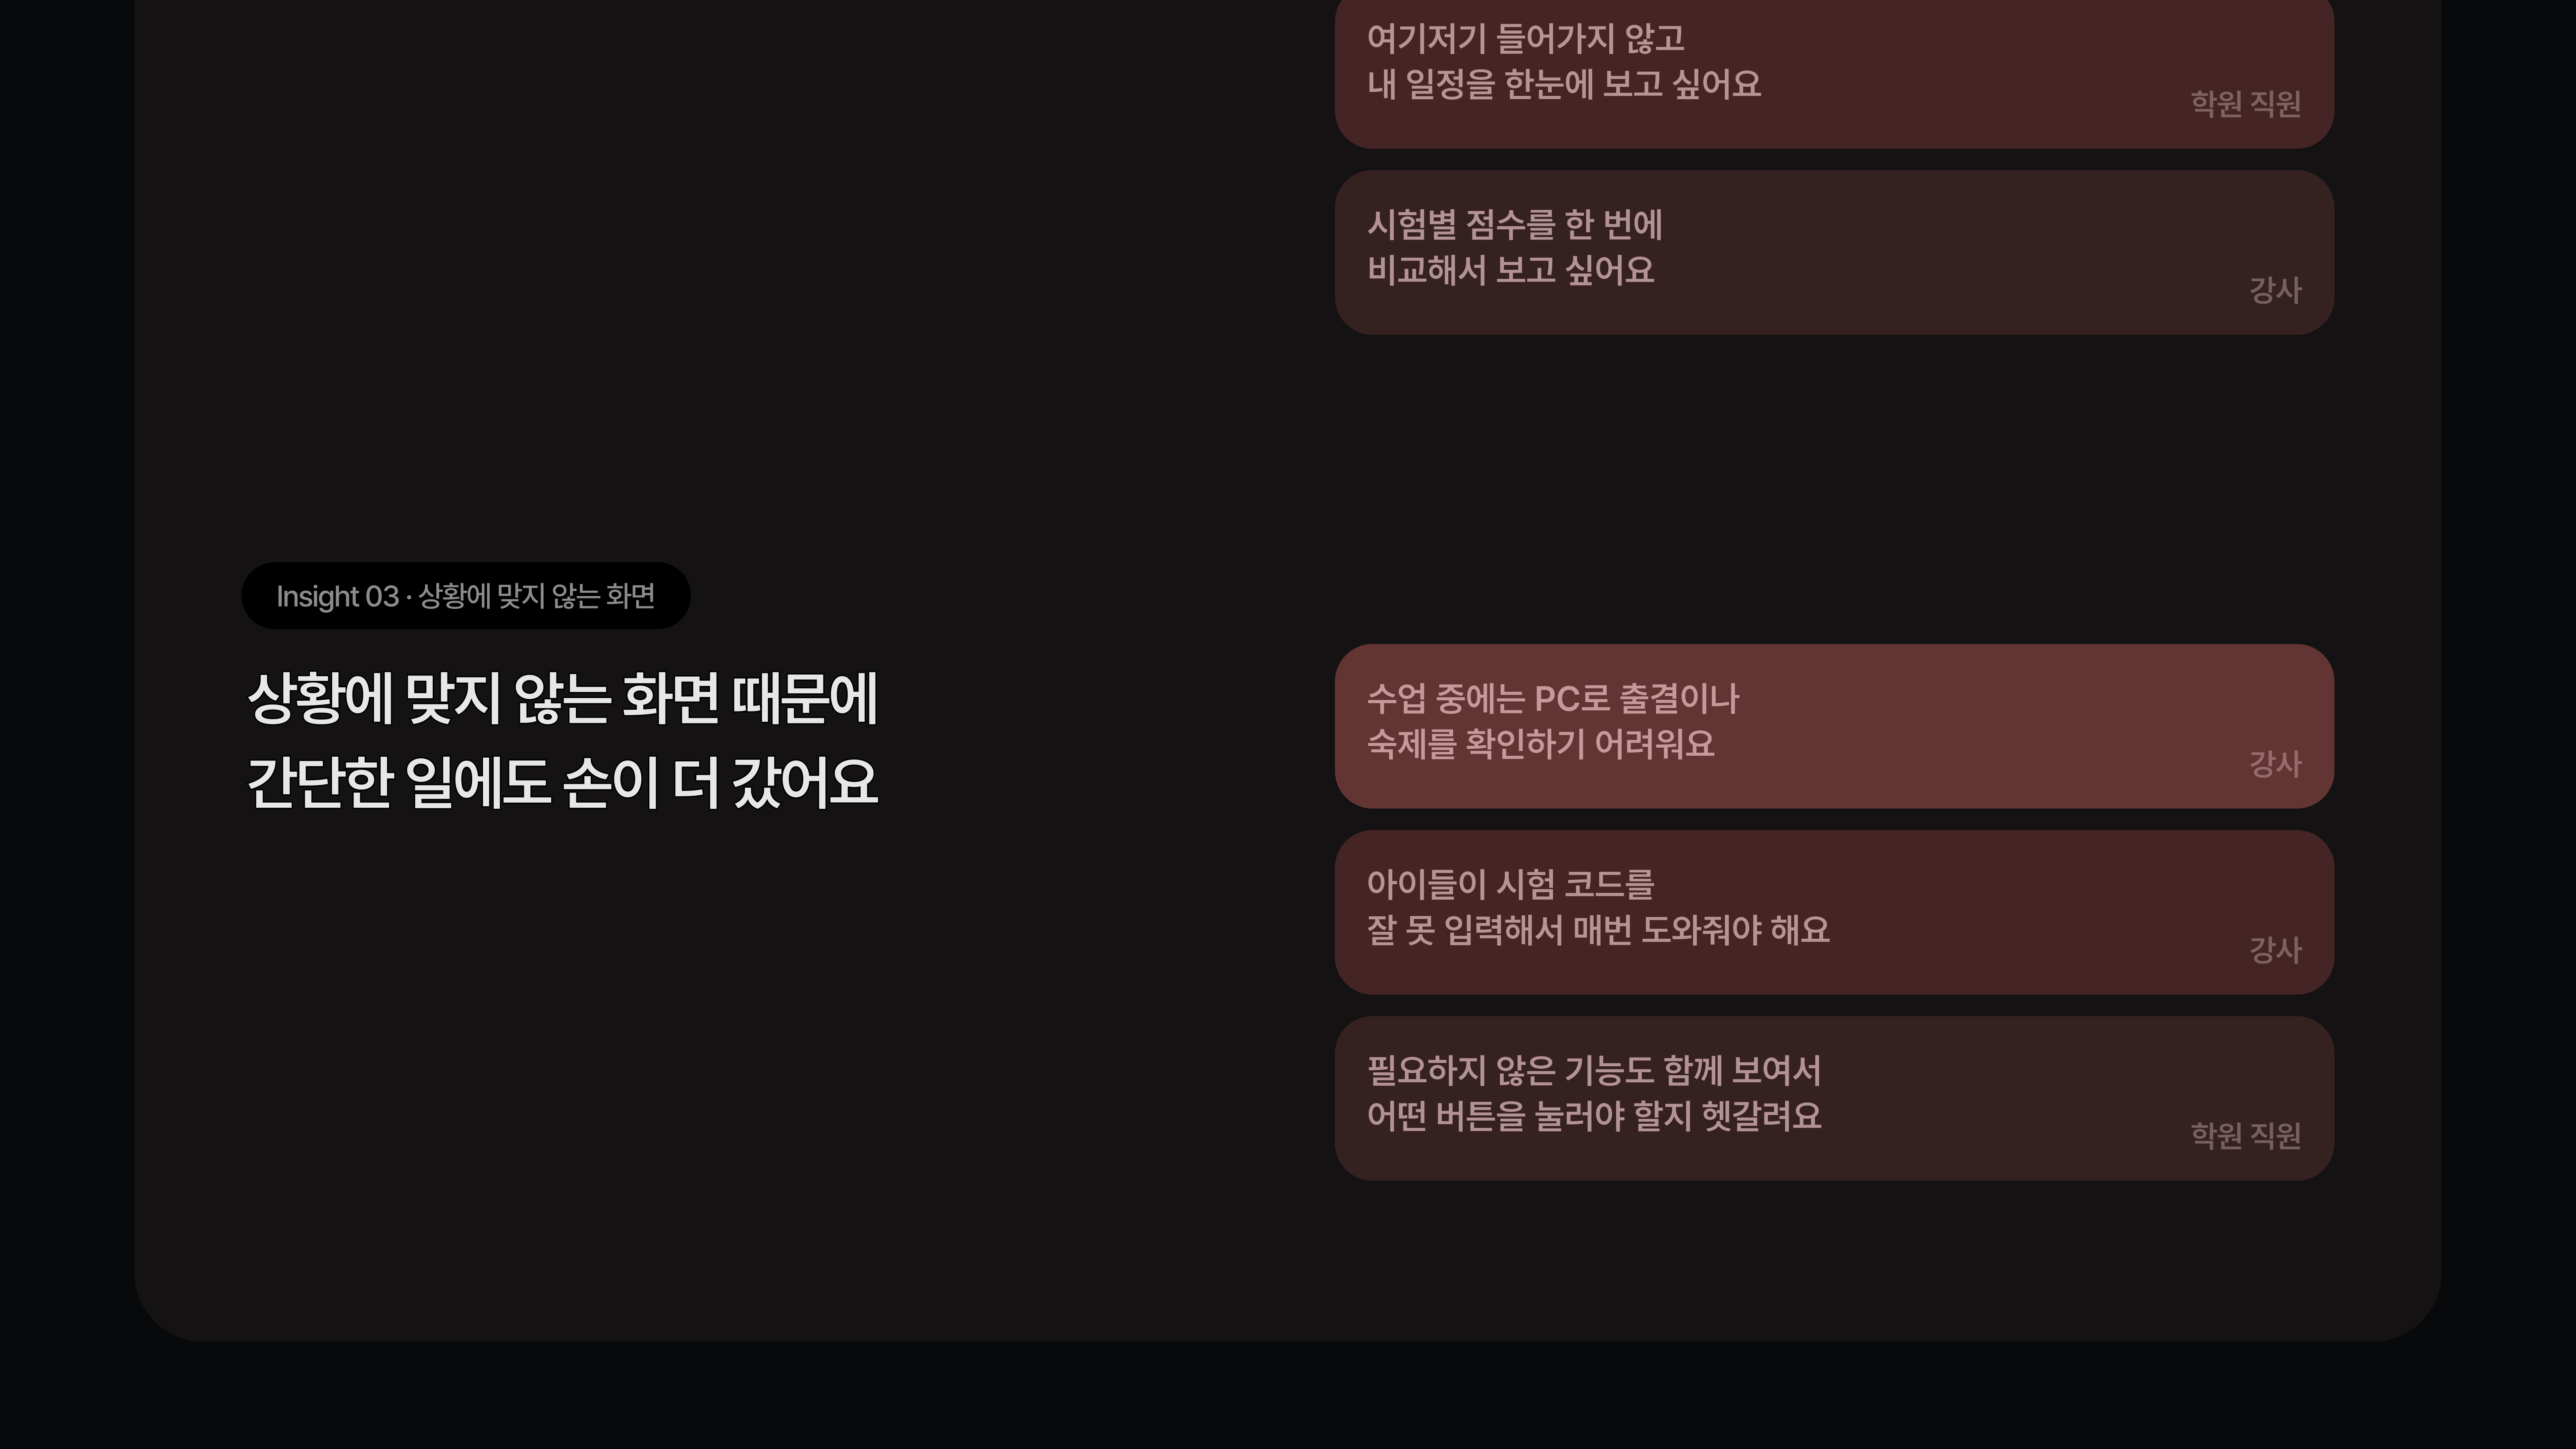 여기저기 들어가지 않고
내 일정을 한눈에 보고 싶어요
학원 직원
시험별 점수를 한 번에
비교해서 보고 싶어요
강사
Insight 03 · 상황에 맞지 않는 화면
상황에 맞지 않는 화면 때문에
간단한 일에도 손이 더 갔어요
수업 중에는 PC로 출결이나
숙제를 확인하기 어려워요
강사
아이들이 시험 코드를
잘 못 입력해서 매번 도와줘야 해요
강사
필요하지 않은 기능도 함께 보여서
어떤 버튼을 눌러야 할지 헷갈려요
학원 직원